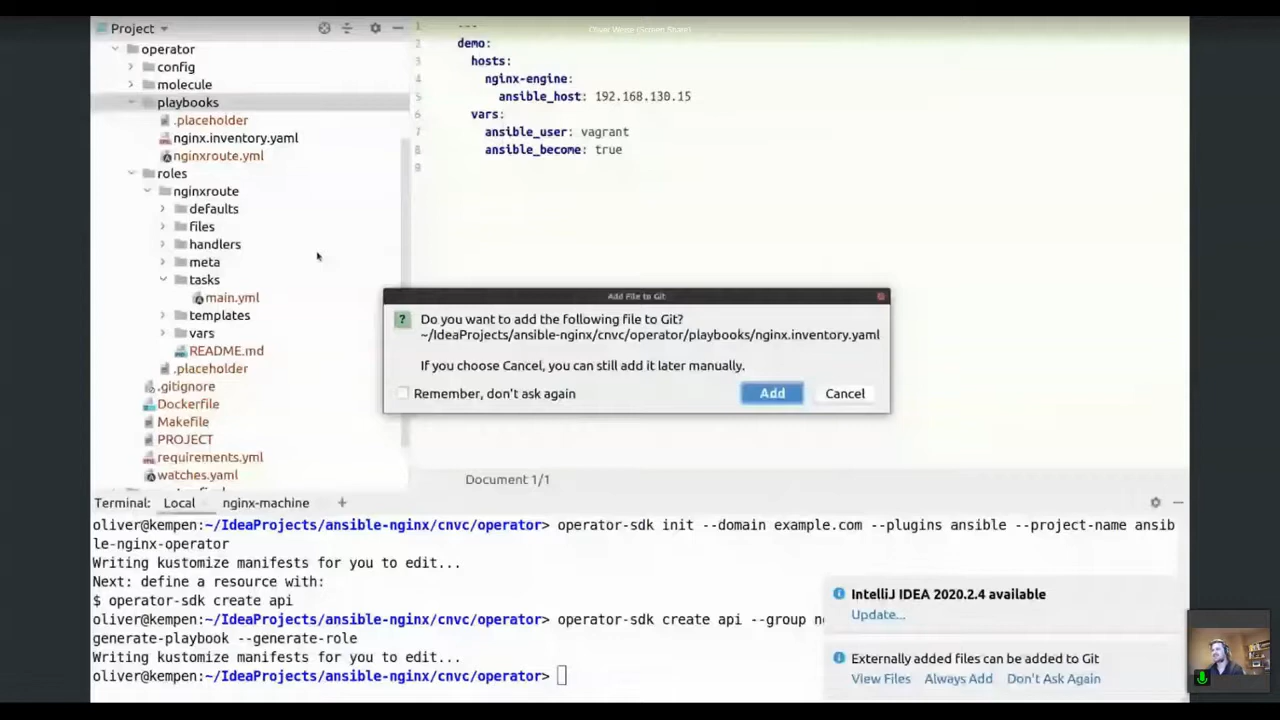 Project
operator
config
molecule
playbooks
.placeholder
nginx.inventory.yaml
nginxroute.yml
roles
nginxroute
defaults
files
handlers
meta
tasks
main.yml
templates
vars
README.md
.placeholder
.gitignore
Dockerfile
Makefile
PROJECT
requirements.yml
watches.yaml
1 ---
2 demo:
3 hosts:
4 nginx-engine:
5 ansible_host: 192.168.130.15
6 vars:
7 ansible_user: vagrant
8 ansible_become: true
9
Add File to Git
Do you want to add the following file to Git?
~/IdeaProjects/ansible-nginx/cnvc/operator/playbooks/nginx.inventory.yaml
If you choose Cancel, you can still add it later manually.
Remember, don't ask again
Add Cancel
Document 1/1
Terminal: Local nginx-machine +
oliver@kempen:~/IdeaProjects/ansible-nginx/cnvc/operator> operator-sdk init --domain example.com --plugins ansible --project-name ansib
le-nginx-operator
Writing kustomize manifests for you to edit...
Next: define a resource with:
$ operator-sdk create api
oliver@kempen:~/IdeaProjects/ansible-nginx/cnvc/operator> operator-sdk create api --group
generate-playbook --generate-role
Writing kustomize manifests for you to edit...
oliver@kempen:~/IdeaProjects/ansible-nginx/cnvc/operator>
IntelliJ IDEA 2020.2.4 available
Update...
Externally added files can be added to Git
View Files Always Add Don't Ask Again